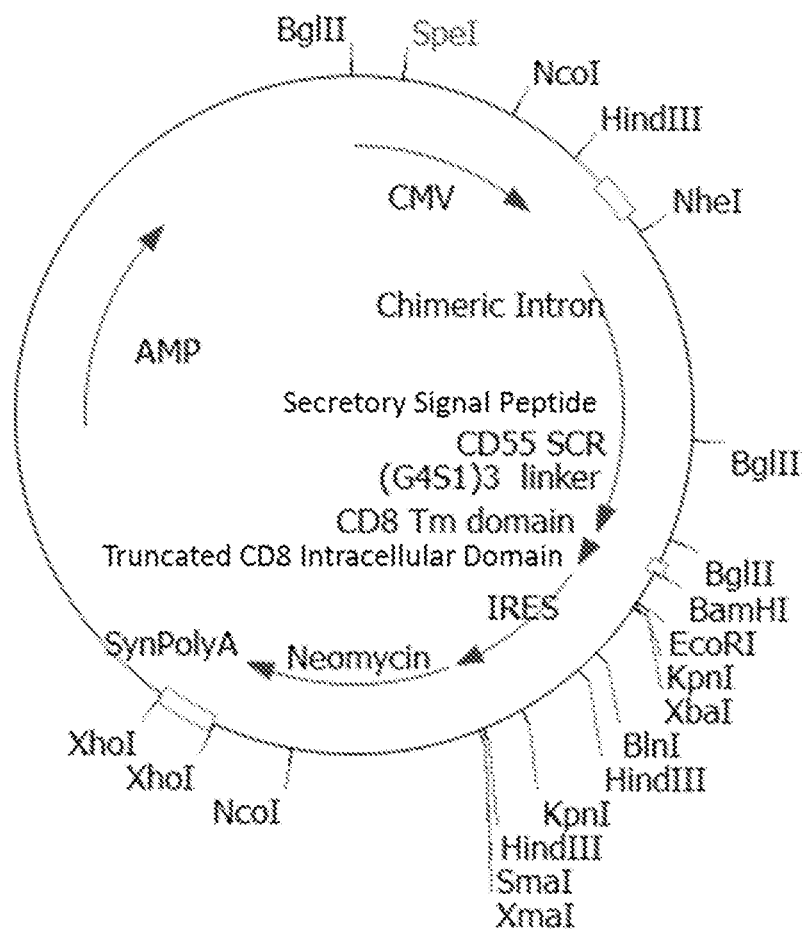 BglII
SpeI
NcoI
HindIII
NheI
CMV
Chimeric Intron
AMP
Secretory Signal Peptide
CD55 SCR
(G4S1)3 linker
CD8 Tm domain
Truncated CD8 Intracellular Domain
IRES
Neomycin
SynPolyA
BglII
BglII
BamHI
EcoRI
KpnI
XbaI
BlnI
HindIII
KpnI
HindIII
SmaI
XmaI
NcoI
XhoI
XhoI